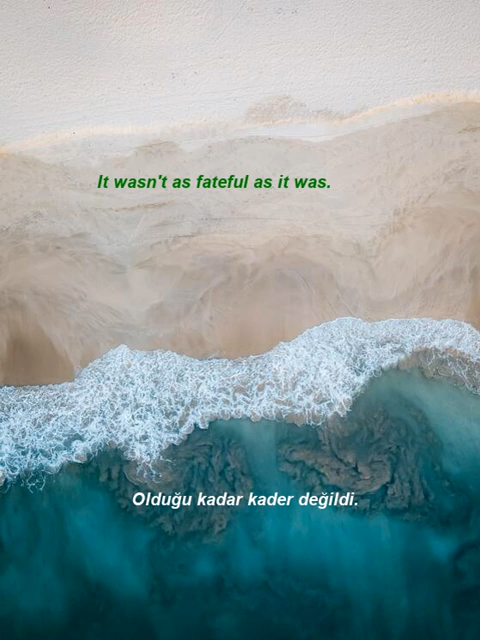 It wasn't as fateful as it was.
Olduğu kadar kader değildi.